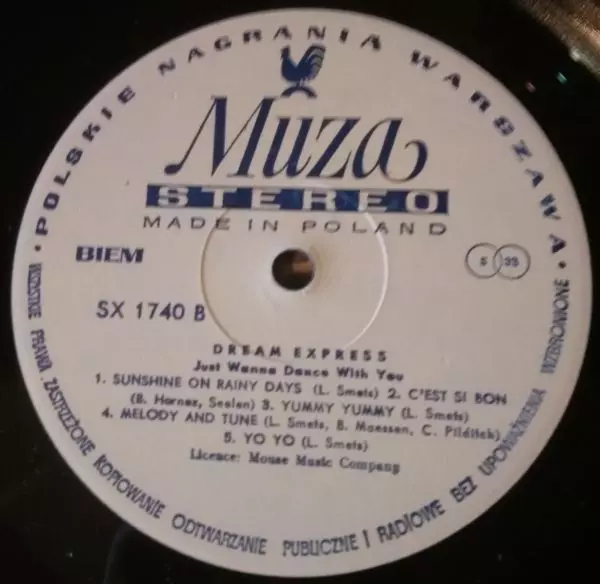 • POLSKIE NAGRANIA WARSZAWA •
Muza
STEREO
MADE IN POLAND
BIEM
S 33
SX 1740 B
DREAM EXPRESS
Just Wanna Dance With You
1. SUNSHINE ON RAINY DAYS (L. Smets) 2. C'EST SI BON
(B. Hornez, Seelen) 3. YUMMY YUMMY (L. Smets)
4. MELODY AND TUNE (L. Smets, B. Maessen, C. Pilditch)
5. YO YO (L. Smets)
Licence: Mouse Music Company
WSZELKIE PRAWA ZASTRZEŻONE KOPIOWANIE ODTWARZANIE PUBLICZNE I RADIOWE BEZ UPOWAŻNIENIA WZBRONIONE